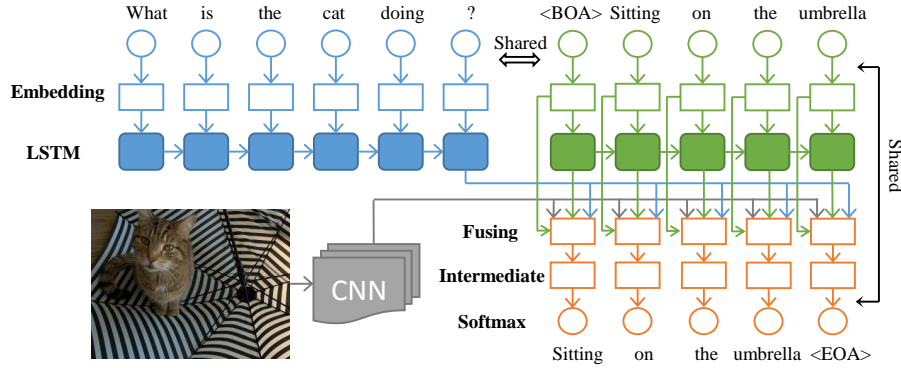 What is the cat doing ? <BOA> Sitting on the umbrella
Shared
Embedding
LSTM
Shared
Fusing
Intermediate
CNN
Softmax
Sitting on the umbrella <EOA>